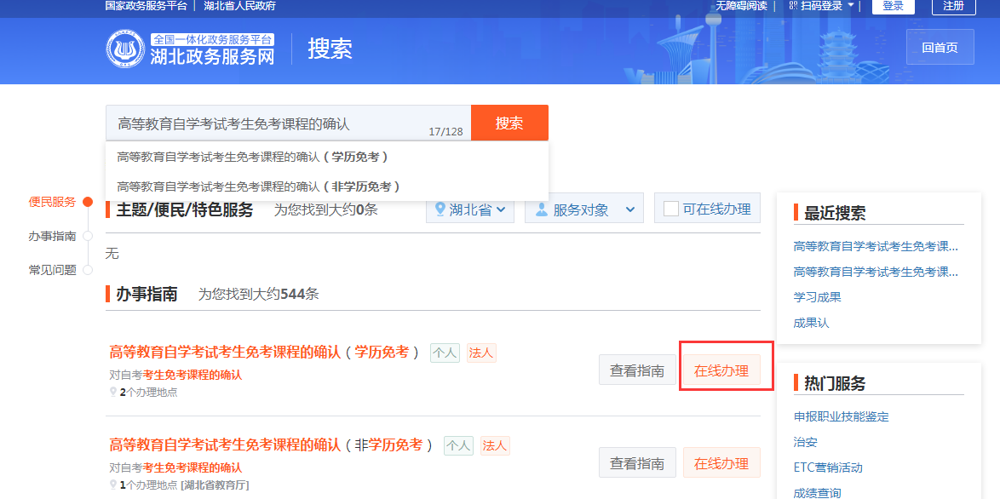 国家政务服务平台 | 湖北省人民政府
无障碍阅读 | 扫码登录 | 登录 注册
全国一体化政务服务平台
湖北政务服务网
搜索
回首页
高等教育自学考试考生免考课程的确认
17/128
搜索
高等教育自学考试考生免考课程的确认（学历免考）
高等教育自学考试考生免考课程的确认（非学历免考）
便民服务
办事指南
常见问题
主题/便民/特色服务 为您找到大约0条
湖北省 服务对象 可在线办理
无
办事指南 为您找到大约544条
高等教育自学考试考生免考课程的确认（学历免考） 个人 法人
对自考考生免考课程的确认
2个办理地点
查看指南 在线办理
高等教育自学考试考生免考课程的确认（非学历免考） 个人 法人
对自考考生免考课程的确认
1个办理地点 [湖北省教育厅]
查看指南 在线办理
最近搜索
高等教育自学考试考生免考课...
高等教育自学考试考生免考课...
学习成果
成果认
热门服务
申报职业技能鉴定
治安
ETC营销活动
成绩查询